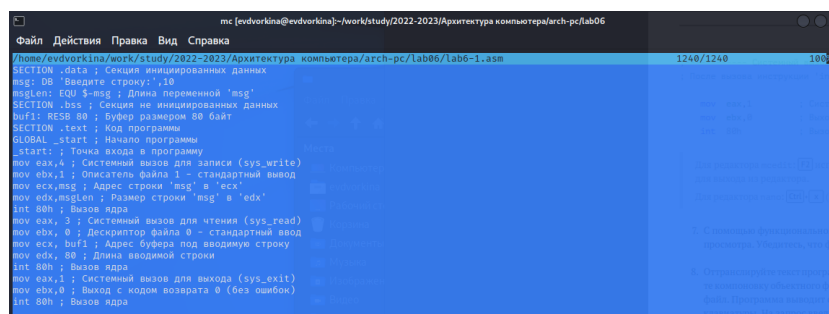 mc [evdvorkina@evdvorkina]:~/work/study/2022-2023/Архитектура компьютера/arch-pc/lab06
Файл Действия Правка Вид Справка
/home/evdvorkina/work/study/2022-2023/Архитектура компьютера/arch-pc/lab06/lab6-1.asm 1240/1240 100%
SECTION .data ; Секция инициированных данных
msg: DB 'Введите строку:',10
msgLen: EQU $-msg ; Длина переменной 'msg'
SECTION .bss ; Секция не инициированных данных
buf1: RESB 80 ; Буфер размером 80 байт
SECTION .text ; Код программы
GLOBAL _start ; Начало программы
_start: ; Точка входа в программу
mov eax,4 ; Системный вызов для записи (sys_write)
mov ebx,1 ; Описатель файла 1 - стандартный вывод
mov ecx,msg ; Адрес строки 'msg' в 'ecx'
mov edx,msgLen ; Размер строки 'msg' в 'edx'
int 80h ; Вызов ядра
mov eax, 3 ; Системный вызов для чтения (sys_read)
mov ebx, 0 ; Дескриптор файла 0 - стандартный ввод
mov ecx, buf1 ; Адрес буфера под вводимую строку
mov edx, 80 ; Длина вводимой строки
int 80h ; Вызов ядра
mov eax,1 ; Системный вызов для выхода (sys_exit)
mov ebx,0 ; Выход с кодом возврата 0 (без ошибок)
int 80h ; Вызов ядра